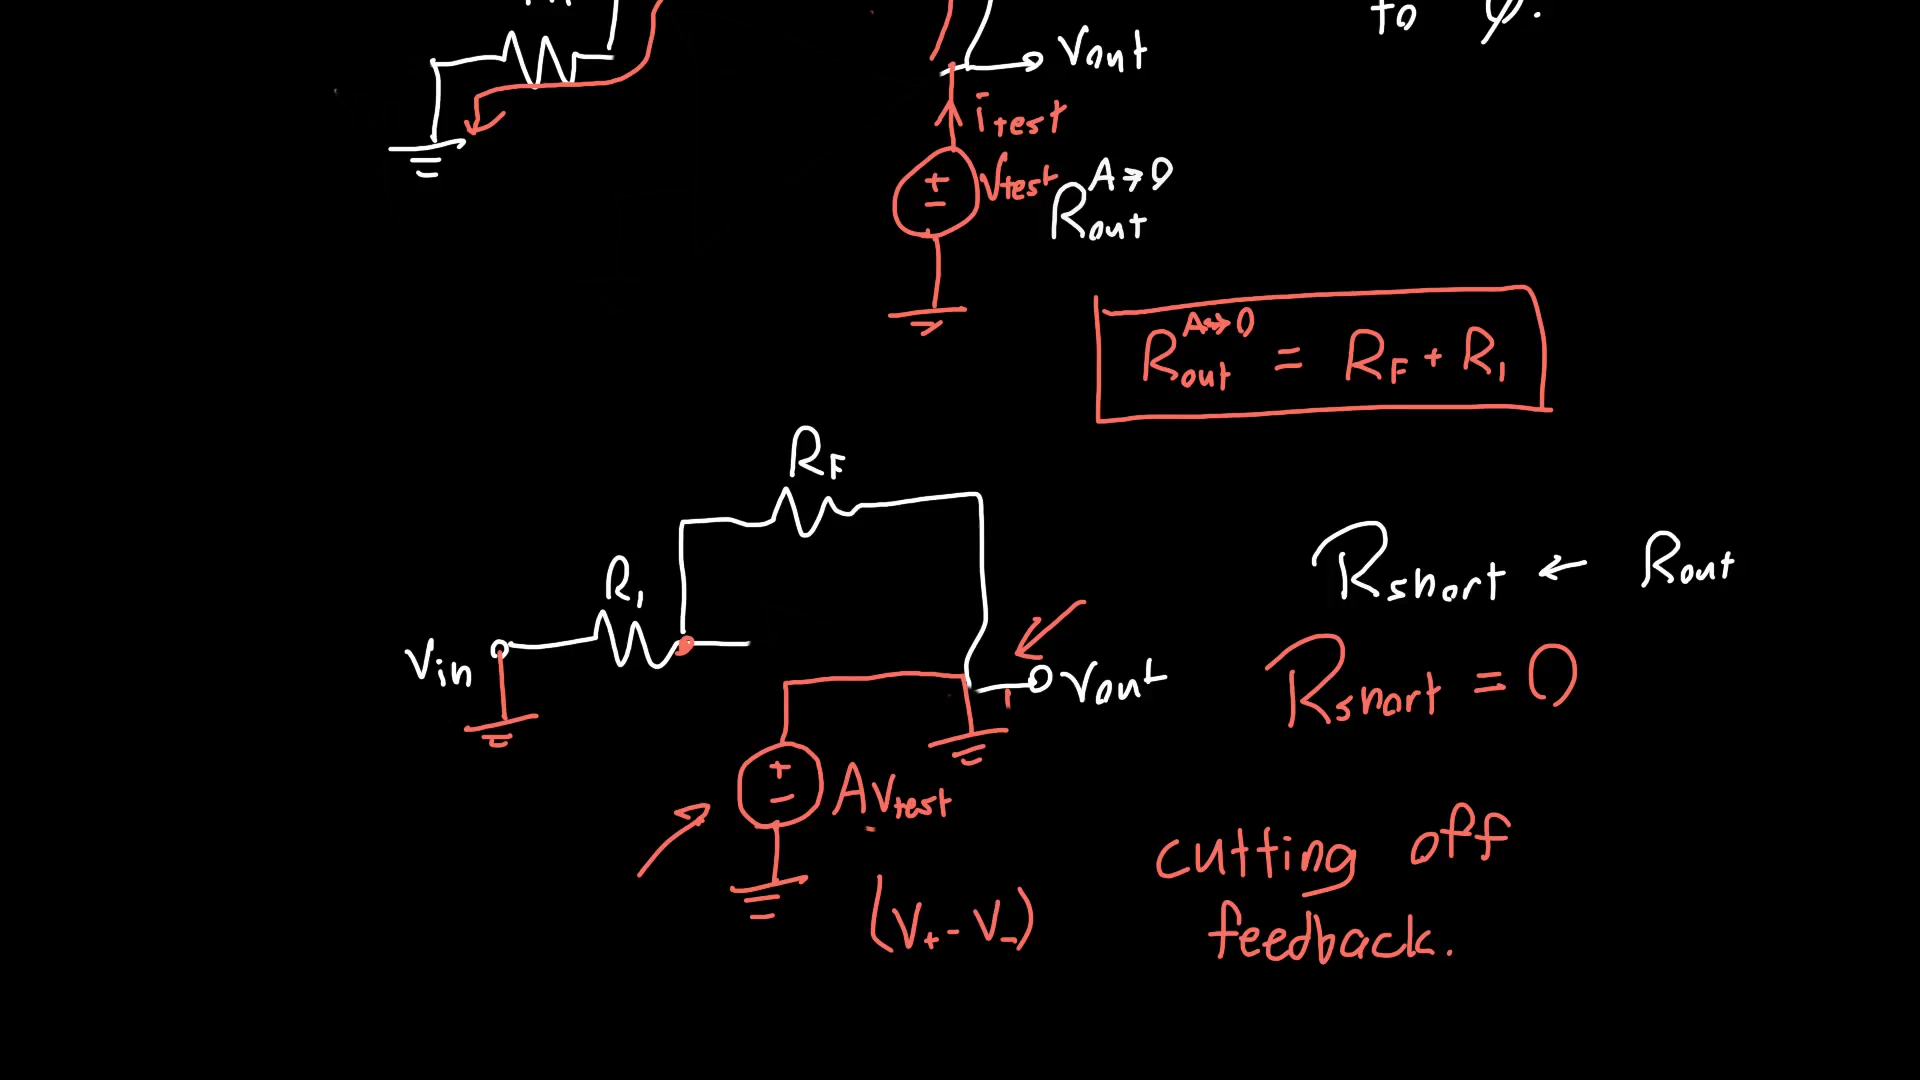 to φ.
Vout
itest
Vtest
Rout A→0
Rout A→0 = RF + R1
RF
R1
Rshort ← Rout
Vin
Vout
Rshort = 0
+
−
AVtest
cutting off
(V+ - V-)
feedback.